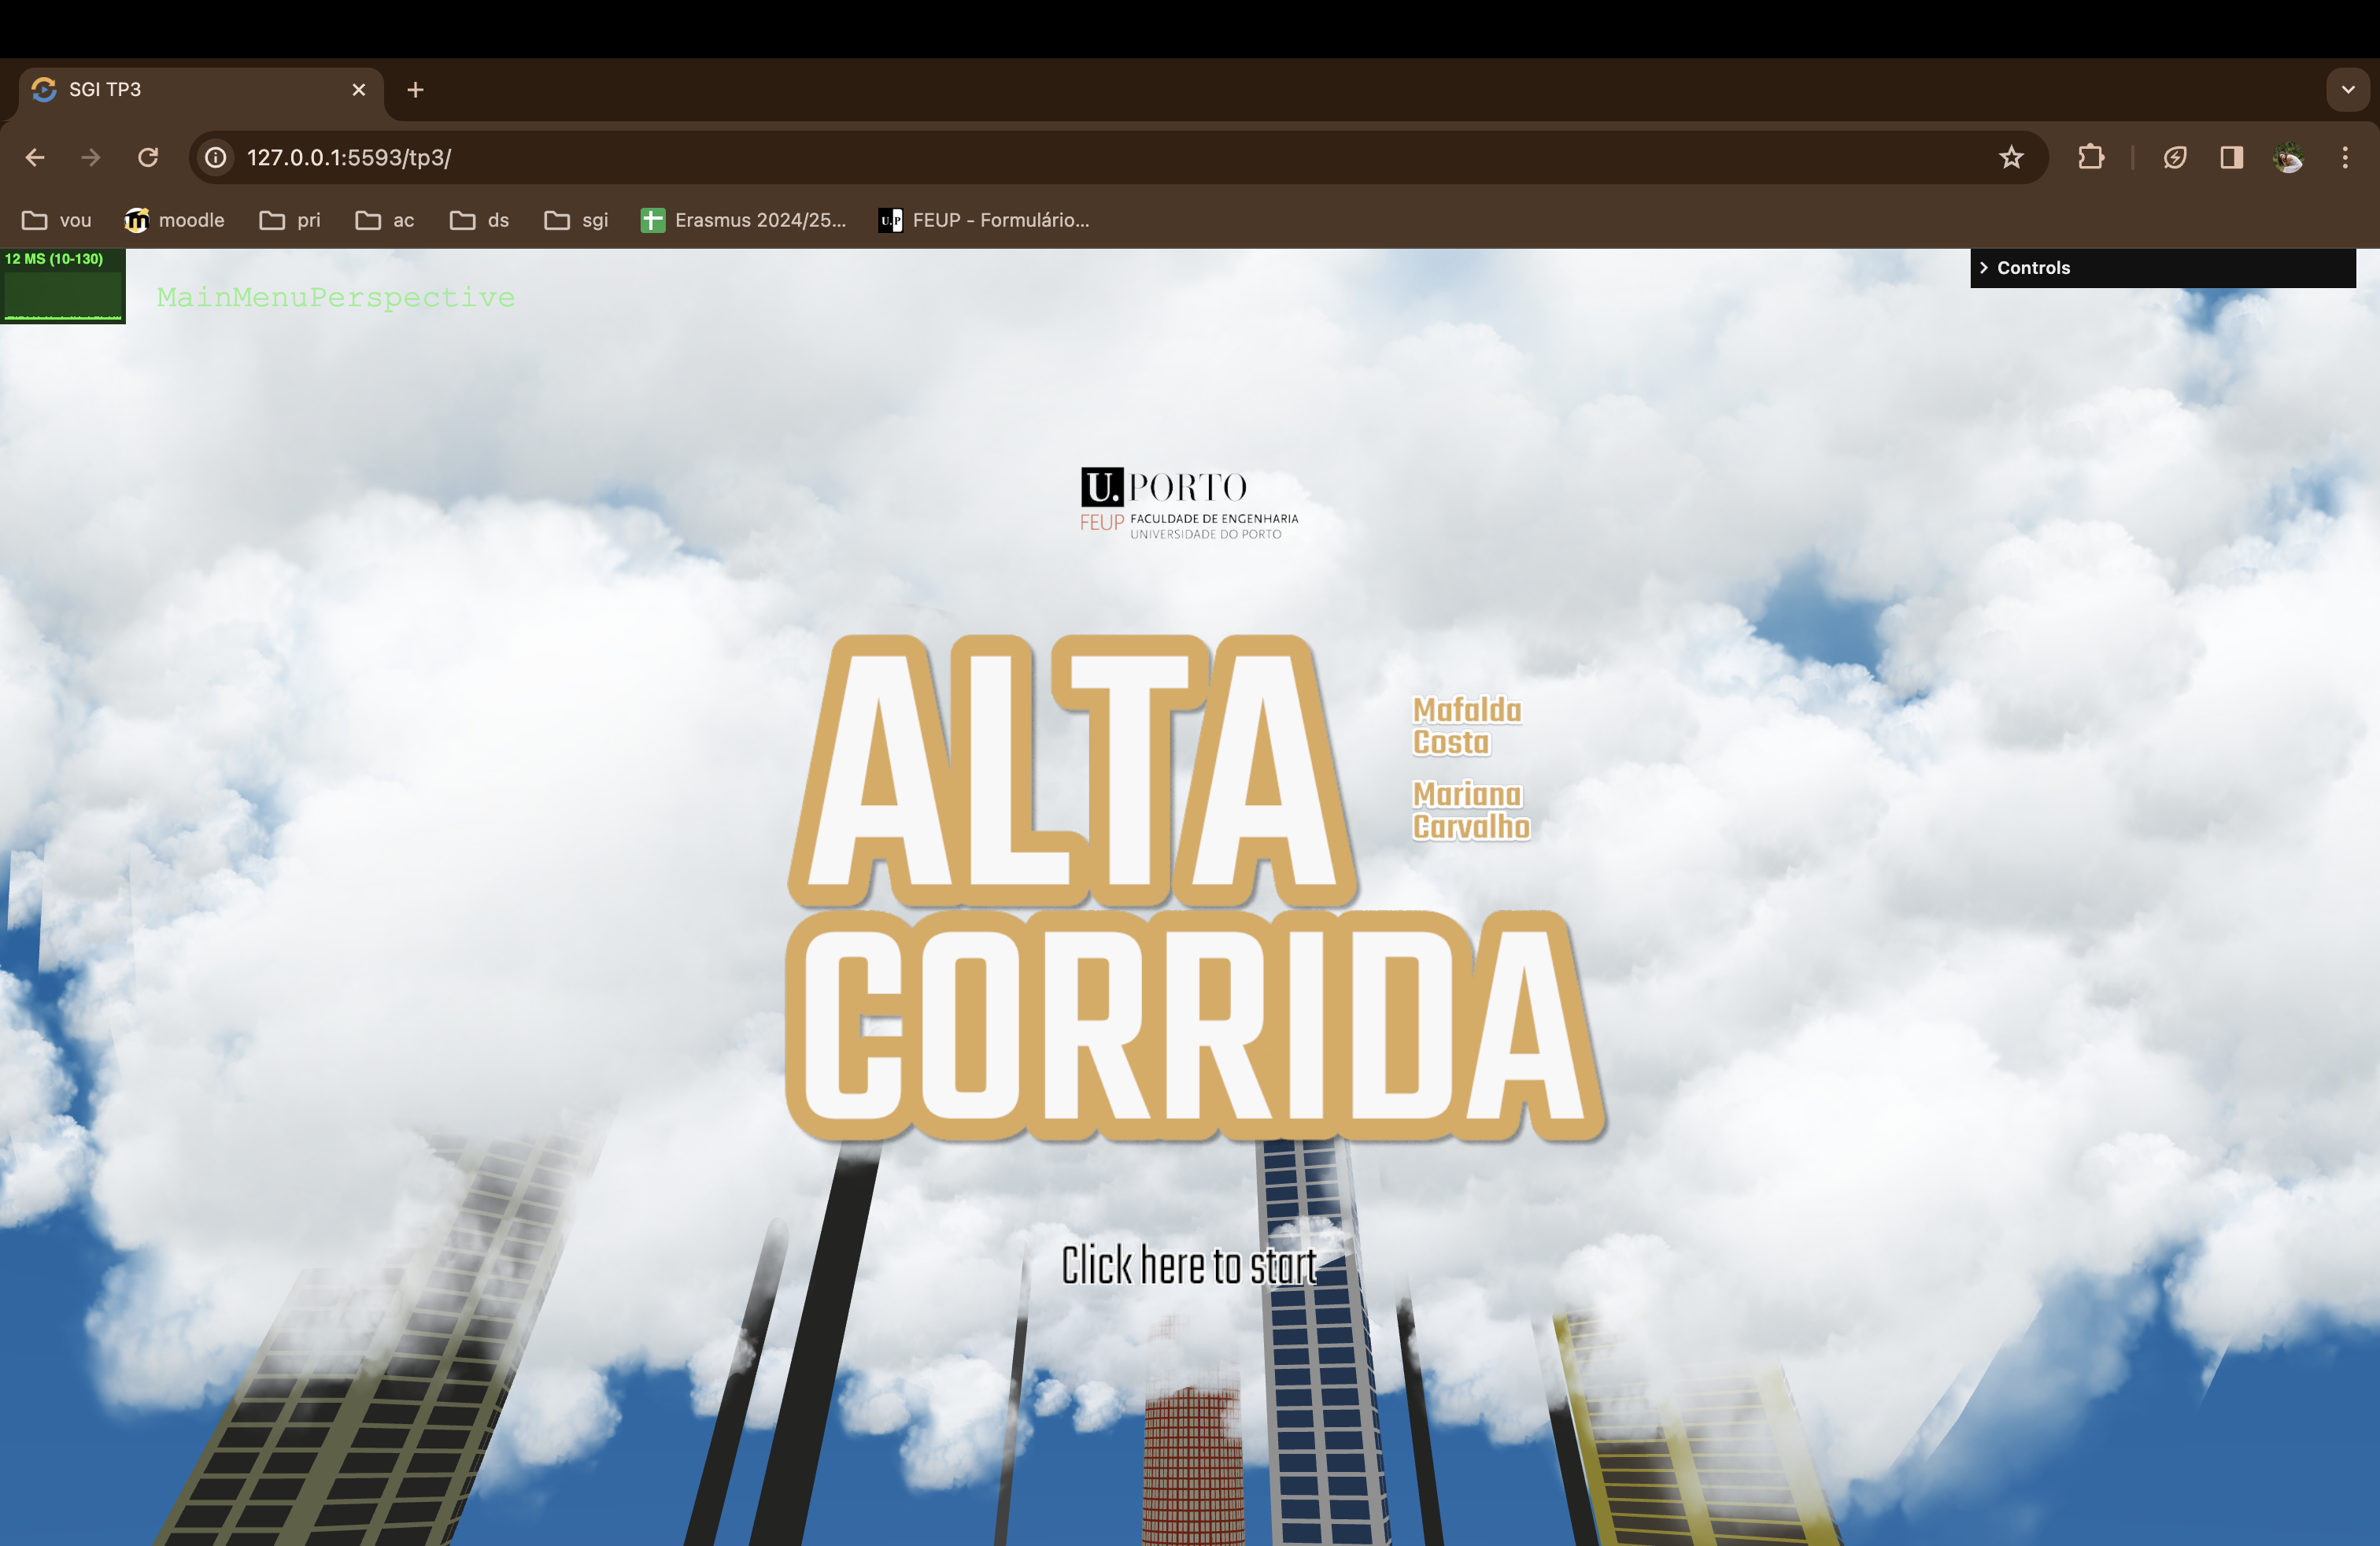 SGI TP3
127.0.0.1:5593/tp3/
vou moodle pri ac ds sgi Erasmus 2024/25... U.P FEUP - Formulário...
12 MS (10-130)
MainMenuPerspective
Controls
U.PORTO
FEUP FACULDADE DE ENGENHARIA
UNIVERSIDADE DO PORTO
ALTA
CORRIDA
Mafalda
Costa
Mariana
Carvalho
Click here to start